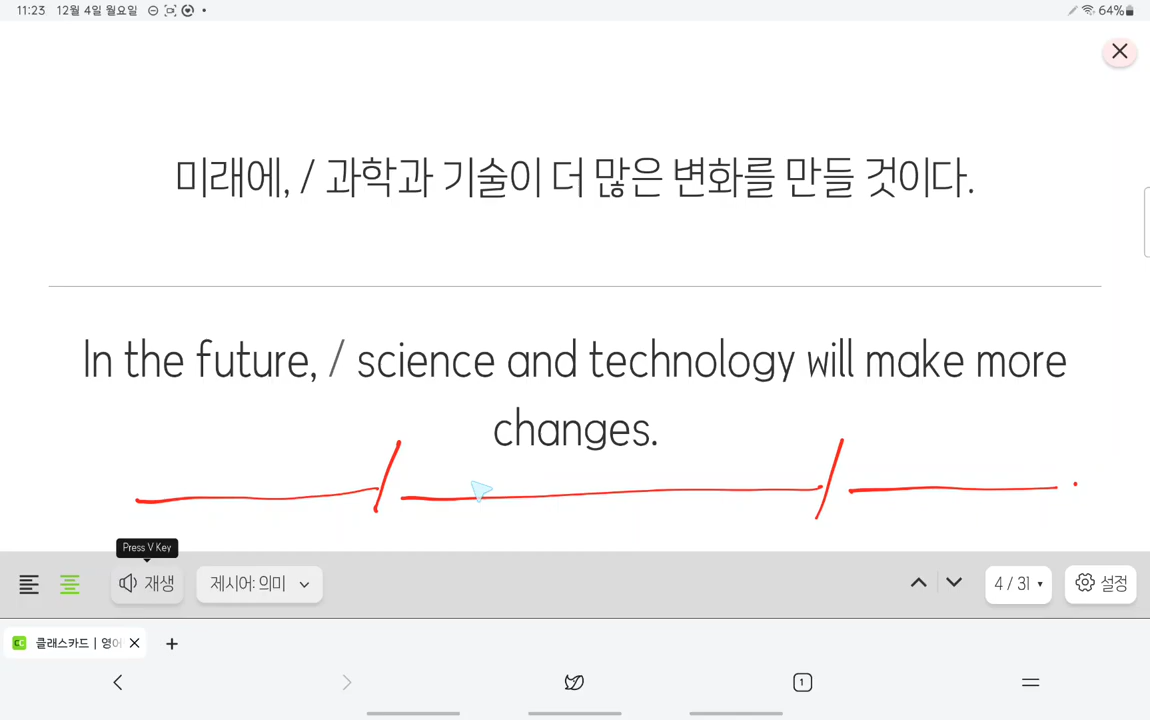 11:23 12월 4일 월요일
64%
미래에, / 과학과 기술이 더 많은 변화를 만들 것이다.
In the future, / science and technology will make more
changes.
Press V Key
재생 제시어: 의미 4 / 31 설정
클래스카드 | 영어
1